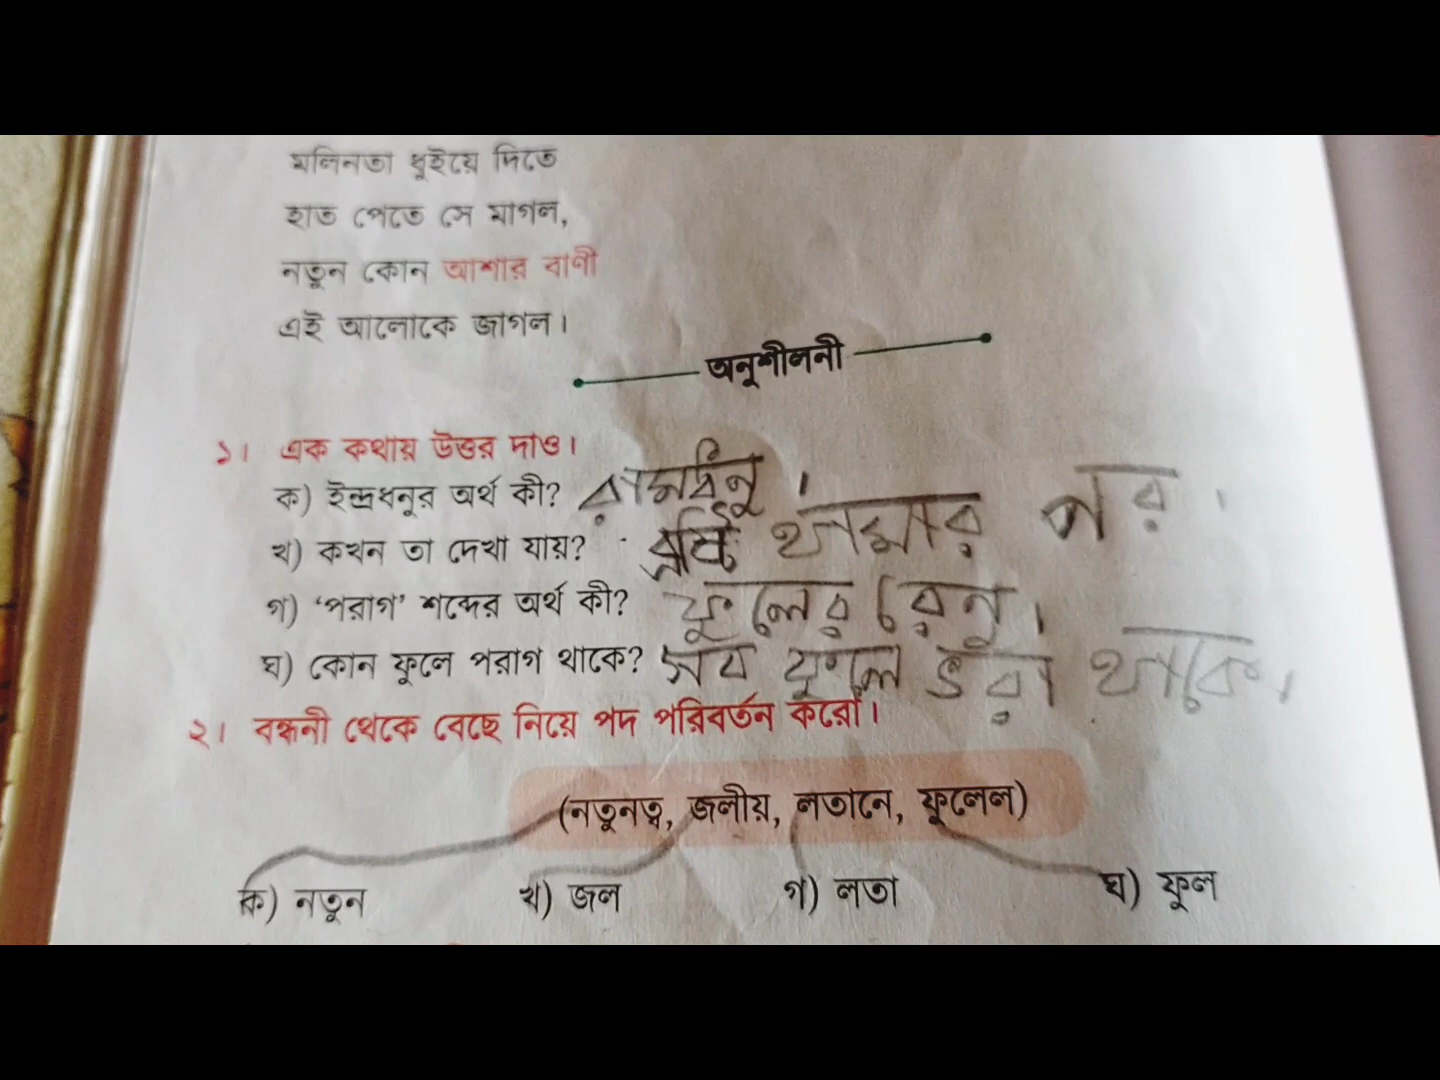 মলিনতা ধুইয়ে দিতে
হাত পেতে সে মাগল,
নতুন কোন আশার বাণী
এই আলোকে জাগল।
অনুশীলনী
১। এক কথায় উত্তর দাও।
ক) ইন্দ্রধনুর অর্থ কী? রামধনু।
খ) কখন তা দেখা যায়? বৃষ্টি থামার পর।
গ) ‘পরাগ’ শব্দের অর্থ কী? ফুলের রেনু।
ঘ) কোন ফুলে পরাগ থাকে? সব ফুলে ভরা থাকে।
২। বন্ধনী থেকে বেছে নিয়ে পদ পরিবর্তন করো।
(নতুনত্ব, জলীয়, লতানে, ফুলেল)
ক) নতুন খ) জল গ) লতা ঘ) ফুল